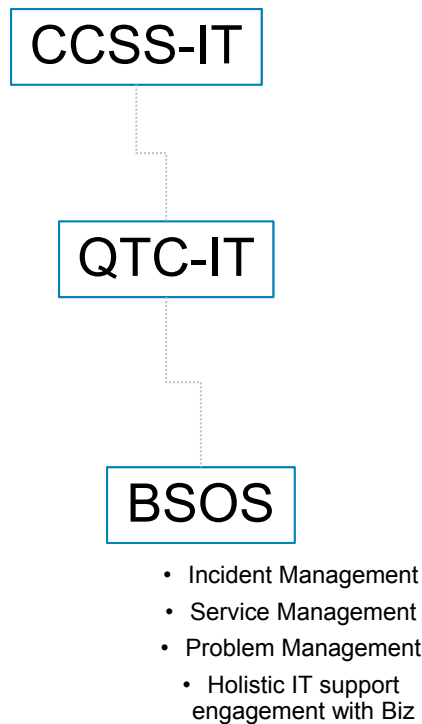 CCSS-IT
QTC-IT
BSOS
• Incident Management
• Service Management
• Problem Management
• Holistic IT support
engagement with Biz